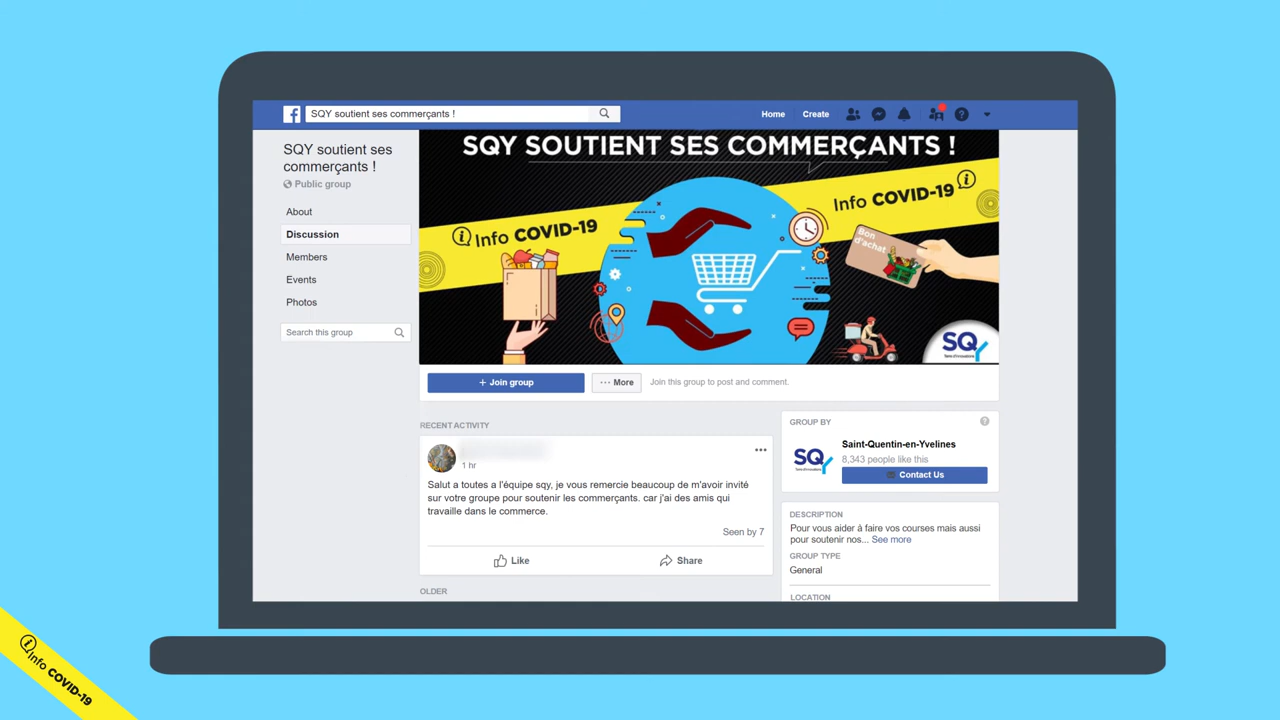 SQY soutient ses commerçants !
Home
Create
SQY soutient ses
commerçants !
Public group
About
Discussion
Members
Events
Photos
Search this group
SQY SOUTIENT SES COMMERÇANTS !
Info COVID-19
Info COVID-19
Bon
d'achat
SQY
Terre d'innovations
+ Join group
··· More
Join this group to post and comment.
RECENT ACTIVITY
1 hr
Salut a toutes a l'équipe sqy, je vous remercie beaucoup de m'avoir invité
sur votre groupe pour soutenir les commerçants. car j'ai des amis qui
travaille dans le commerce.
Seen by 7
Like
Share
OLDER
GROUP BY
SQY
Terre d'innovations
Saint-Quentin-en-Yvelines
8,343 people like this
Contact Us
DESCRIPTION
Pour vous aider à faire vos courses mais aussi
pour soutenir nos... See more
GROUP TYPE
General
LOCATION
Info COVID-19